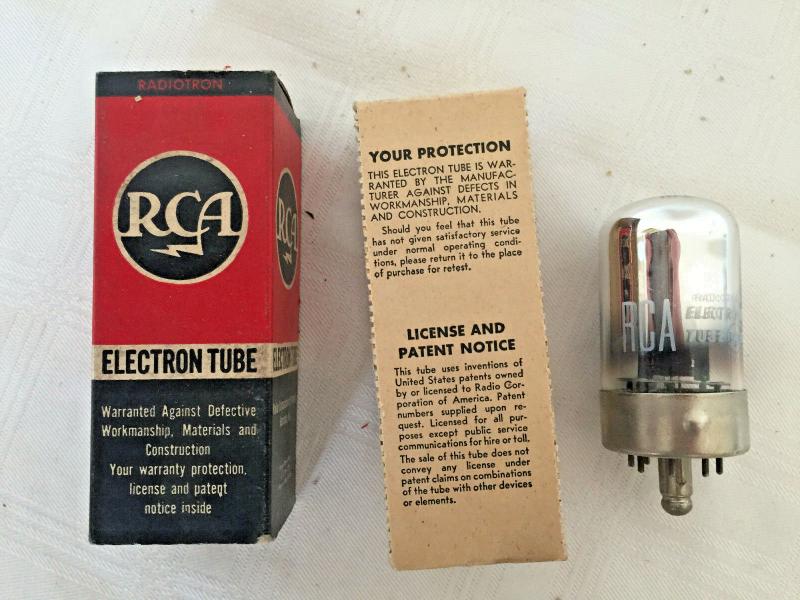 RADIOTRON
RCA
ELECTRON TUBE
Warranted Against Defective
Workmanship, Materials and
Construction
Your warranty protection,
license and patent
notice inside
RCA
ELECTRON TUBE
YOUR PROTECTION
THIS ELECTRON TUBE IS WAR-
RANTED BY THE MANUFAC-
TURER AGAINST DEFECTS IN
WORKMANSHIP, MATERIALS
AND CONSTRUCTION.
Should you feel that this tube
has not given satisfactory service
under normal operating condi-
tions, please return it to the place
of purchase for retest.
LICENSE AND
PATENT NOTICE
This tube uses inventions of
United States patents owned
by or licensed to Radio Cor-
poration of America. Patent
numbers supplied upon re-
quest. Licensed for all pur-
poses except public service
communications for hire or toll.
The sale of this tube does not
convey any license under
patent claims on combinations
of the tube with other devices
or elements.
RCA